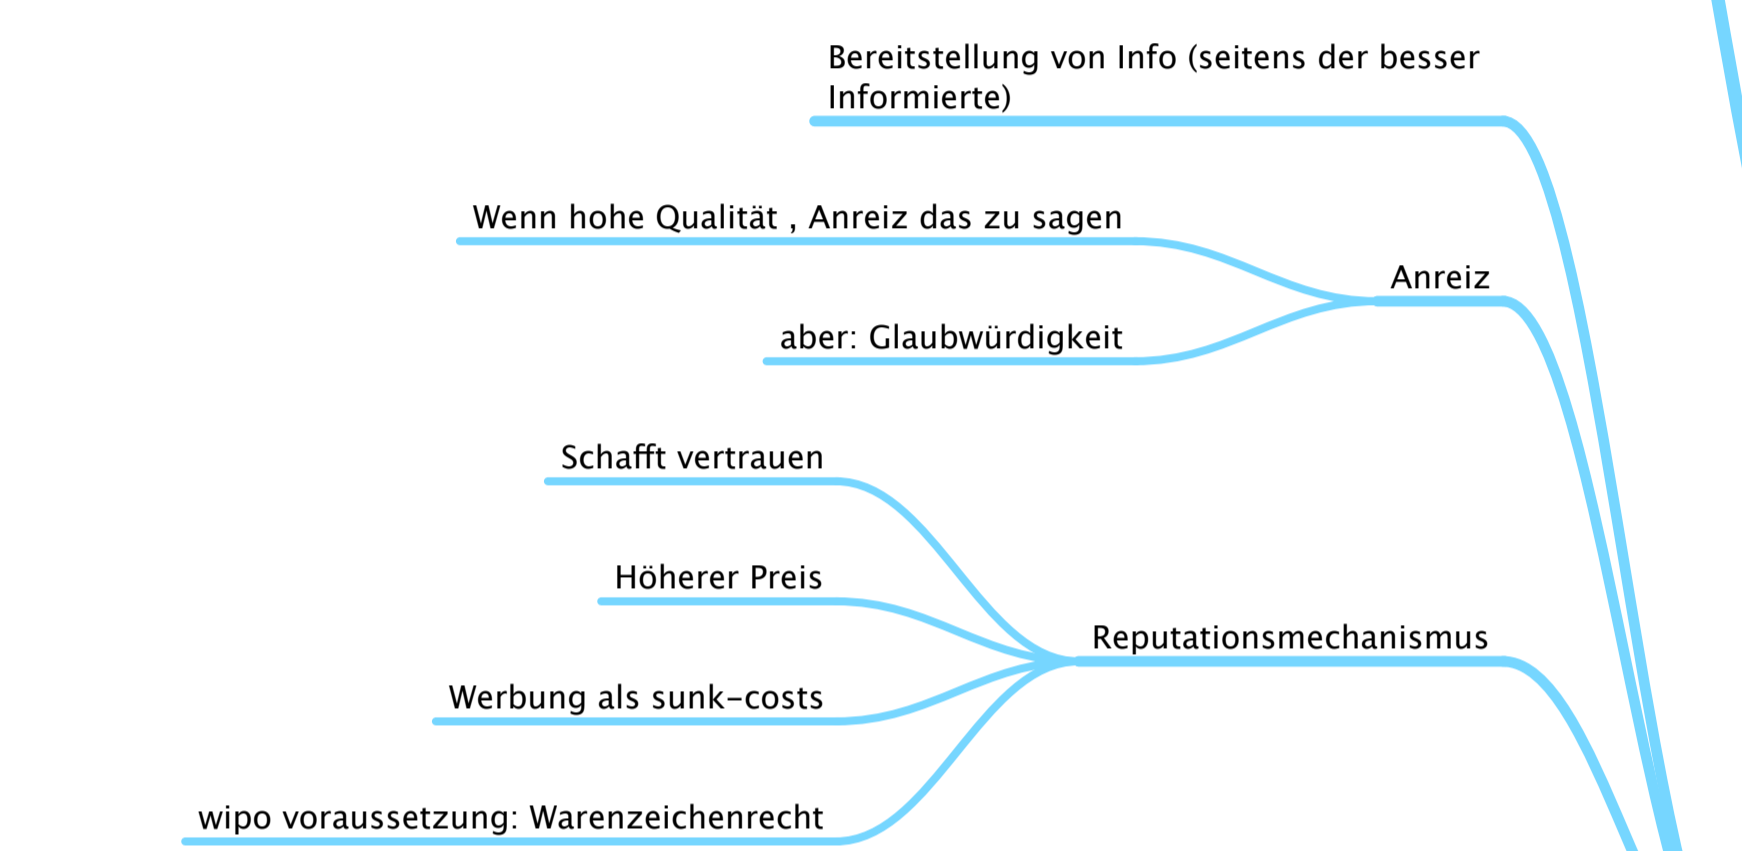 Bereitstellung von Info (seitens der besser
Informierte)
Wenn hohe Qualität , Anreiz das zu sagen
Anreiz
aber: Glaubwürdigkeit
Schafft vertrauen
Höherer Preis
Reputationsmechanismus
Werbung als sunk-costs
wipo voraussetzung: Warenzeichenrecht